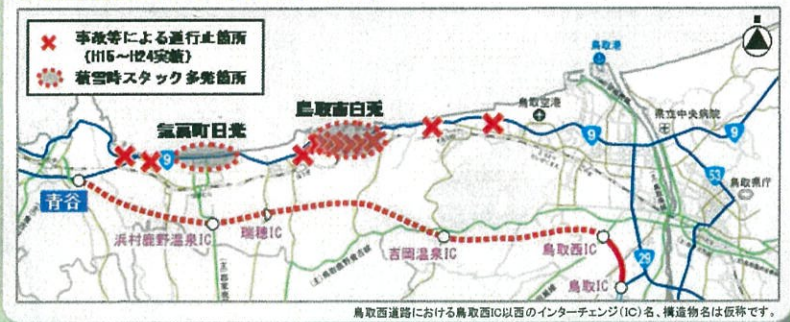 事故等による通行止箇所
(H15～H24実績)
積雪時スタック多発箇所
鳥取市白兎
気高町日光
鳥取港
鳥取空港
県立中央病院
鳥取県庁
9
9
9
53
29
青谷
浜村鹿野温泉IC
瑞穂IC
吉岡温泉IC
鳥取西IC
鳥取IC
鳥取西道路における鳥取西IC以西のインターチェンジ(IC)名、構造物名は仮称です。